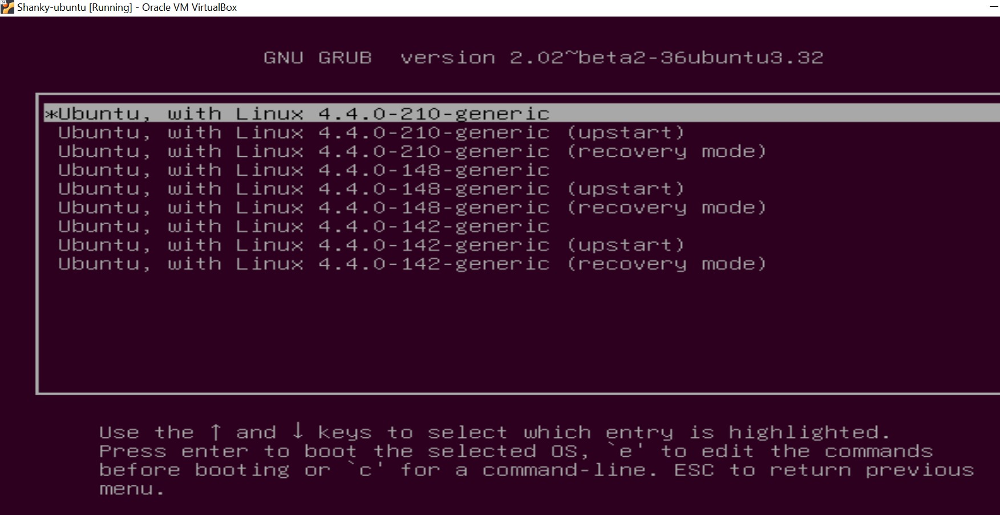 Shanky-ubuntu [Running] - Oracle VM VirtualBox
GNU GRUB  version 2.02~beta2-36ubuntu3.32
*Ubuntu, with Linux 4.4.0-210-generic
Ubuntu, with Linux 4.4.0-210-generic (upstart)
Ubuntu, with Linux 4.4.0-210-generic (recovery mode)
Ubuntu, with Linux 4.4.0-148-generic
Ubuntu, with Linux 4.4.0-148-generic (upstart)
Ubuntu, with Linux 4.4.0-148-generic (recovery mode)
Ubuntu, with Linux 4.4.0-142-generic
Ubuntu, with Linux 4.4.0-142-generic (upstart)
Ubuntu, with Linux 4.4.0-142-generic (recovery mode)
Use the ↑ and ↓ keys to select which entry is highlighted.
Press enter to boot the selected OS, `e' to edit the commands
before booting or `c' for a command-line. ESC to return previous
menu.